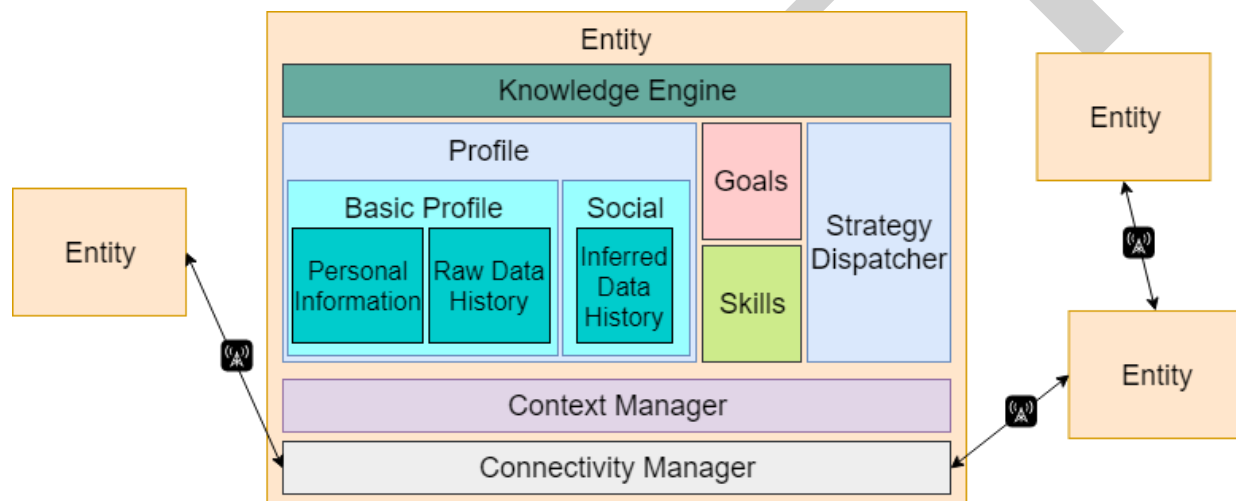 Entity
Knowledge Engine
Profile
Basic Profile
Personal
Information
Raw Data
History
Social
Inferred
Data
History
Goals
Skills
Strategy
Dispatcher
Context Manager
Connectivity Manager
Entity
Entity
Entity